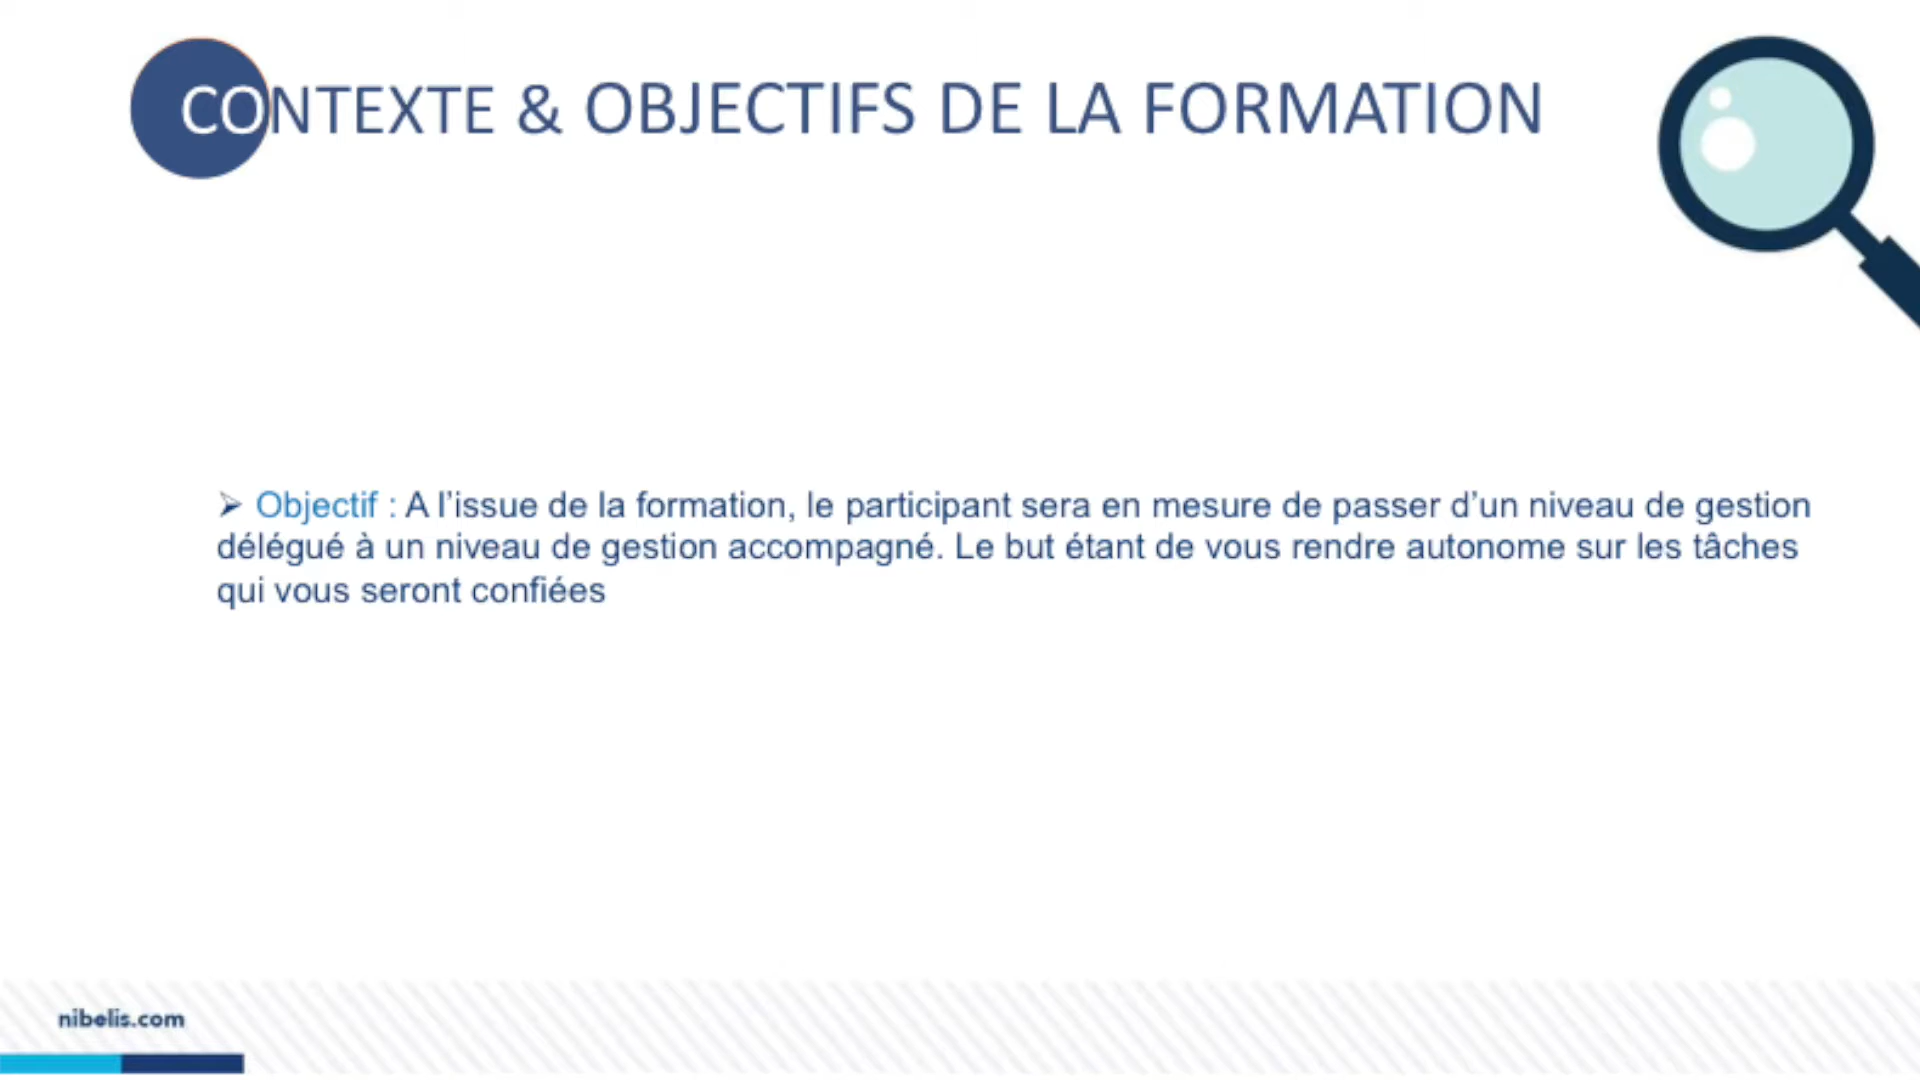 CONTEXTE & OBJECTIFS DE LA FORMATION
➢ Objectif : A l’issue de la formation, le participant sera en mesure de passer d’un niveau de gestion
délégué à un niveau de gestion accompagné. Le but étant de vous rendre autonome sur les tâches
qui vous seront confiées
nibelis.com